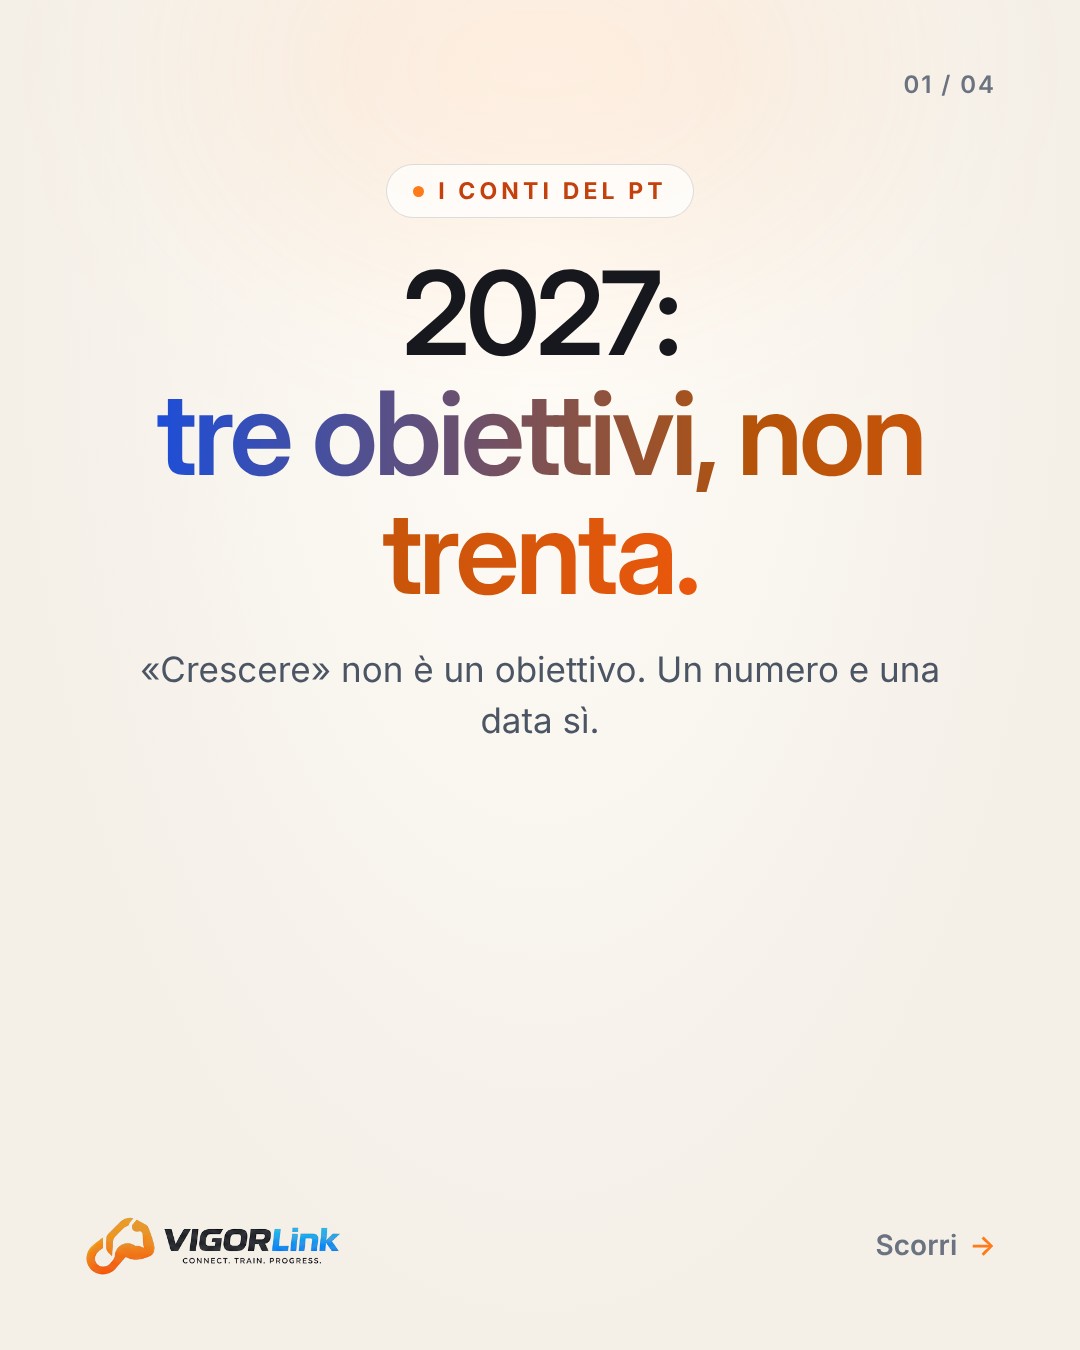 01 / 04
I CONTI DEL PT
2027:
tre obiettivi, non
trenta.
«Crescere» non è un obiettivo. Un numero e una
data sì.
VIGORLink
CONNECT. TRAIN. PROGRESS.
Scorri →